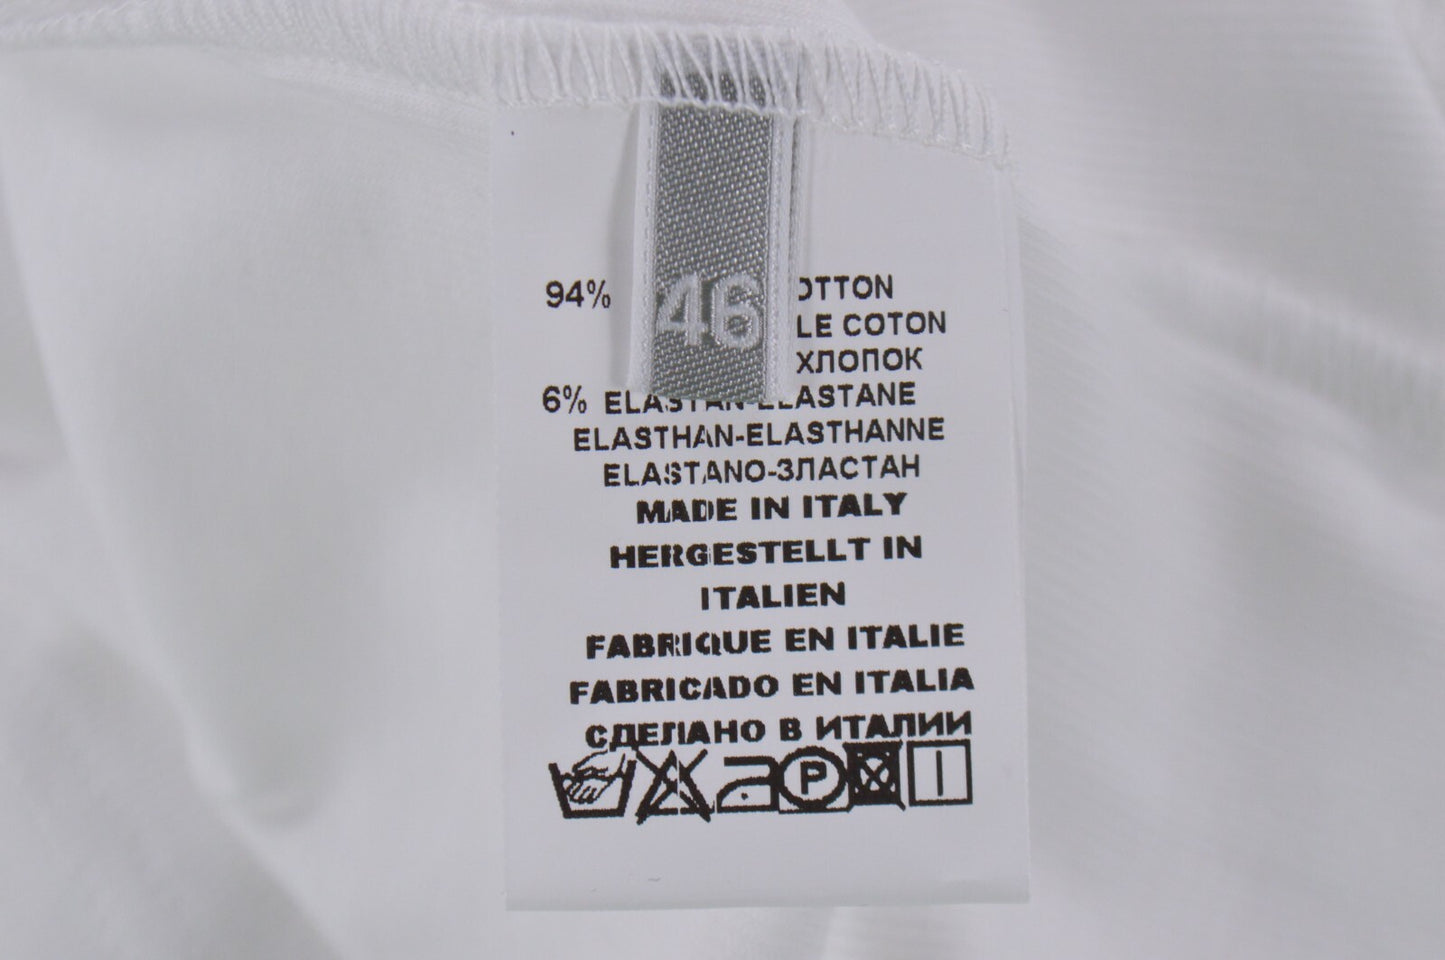 46
94% OTTON
LE COTON
ХЛОПОК
6% ELASTAN-ELASTANE
ELASTHAN-ELASTHANNE
ELASTANO-ЗЛАСТАН
MADE IN ITALY
HERGESTELLT IN
ITALIEN
FABRIQUE EN ITALIE
FABRICADO EN ITALIA
СДЕЛАНО В ИТАЛИИ
P